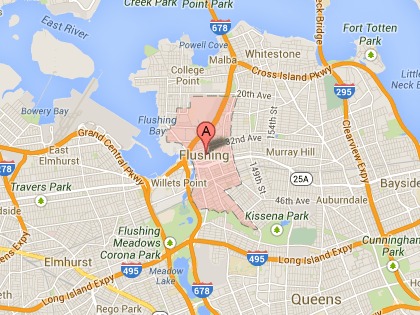 Creek Park
Point Park
678
East River
Powell Cove
Whitestone
Malba
Fort Totten
Park
College
Point
Cross Island Pkwy
20th Ave
295
Little
Neck B
Bowery Bay
Flushing
Bay
Grand Central Pkwy
A
32nd Ave
154th St
Clearview Expy
278
East
Elmhurst
Flushing
Murray Hill
149th St
Travers Park
Willets Point
25A
Bayside
46th Ave
Auburndale
Kissena Park
Flushing
Meadows
Corona Park
Cunningham
Park
Elmhurst
495
Meadow
Lake
495
Long Island Expy
Long Island Expy
678
Rego Park
Queens